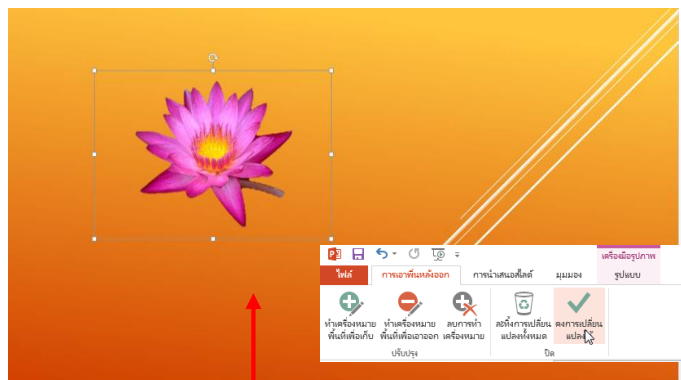 เครื่องมือรูปภาพ
ไฟล์ การเอาพื้นหลังออก การนำเสนอสไลด์ มุมมอง รูปแบบ
ทำเครื่องหมาย ทำเครื่องหมาย ลบการทำ ละทิ้งการเปลี่ยน คงการเปลี่ยน
พื้นที่เพื่อเก็บ พื้นที่เพื่อเอาออก เครื่องหมาย แปลงทั้งหมด
ปรับปรุง ปิด